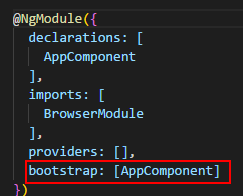 @NgModule({
declarations: [
AppComponent
],
imports: [
BrowserModule
],
providers: [],
bootstrap: [AppComponent]
})